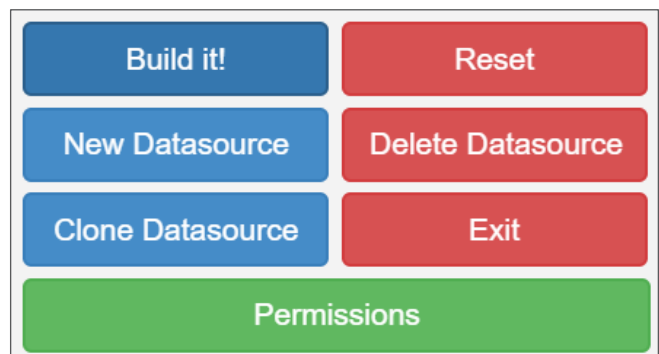 Build it!
Reset
New Datasource
Delete Datasource
Clone Datasource
Exit
Permissions